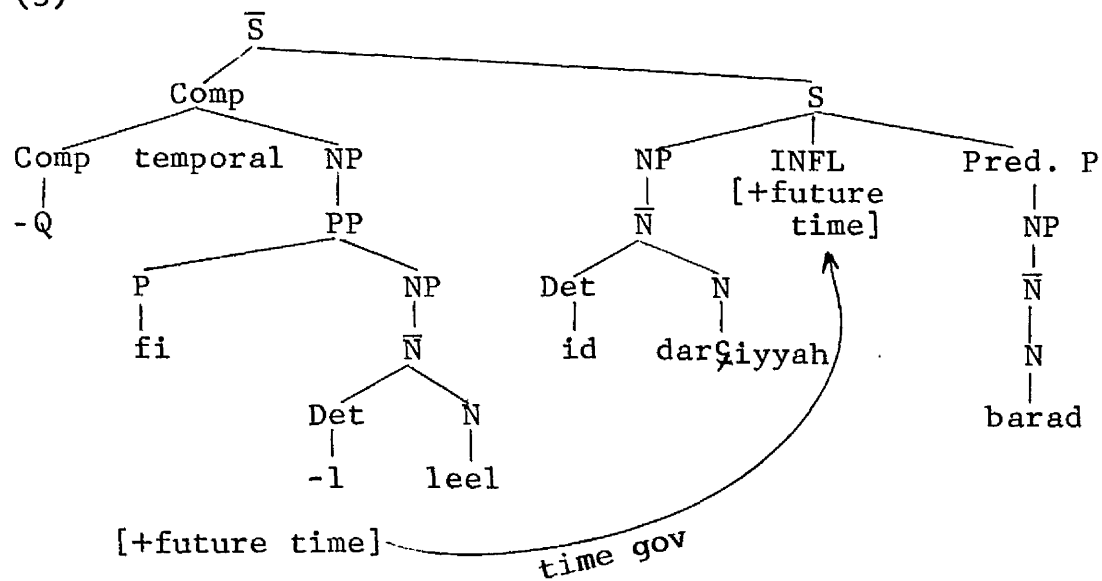 (3)
S̄
Comp S
Comp temporal NP NP INFL Pred. P
-Q PP N̄ [+future time] NP
P NP Det N N̄
fi N̄ id darʕiyyah N
Det N barad
-l leel
[+future time] time gov